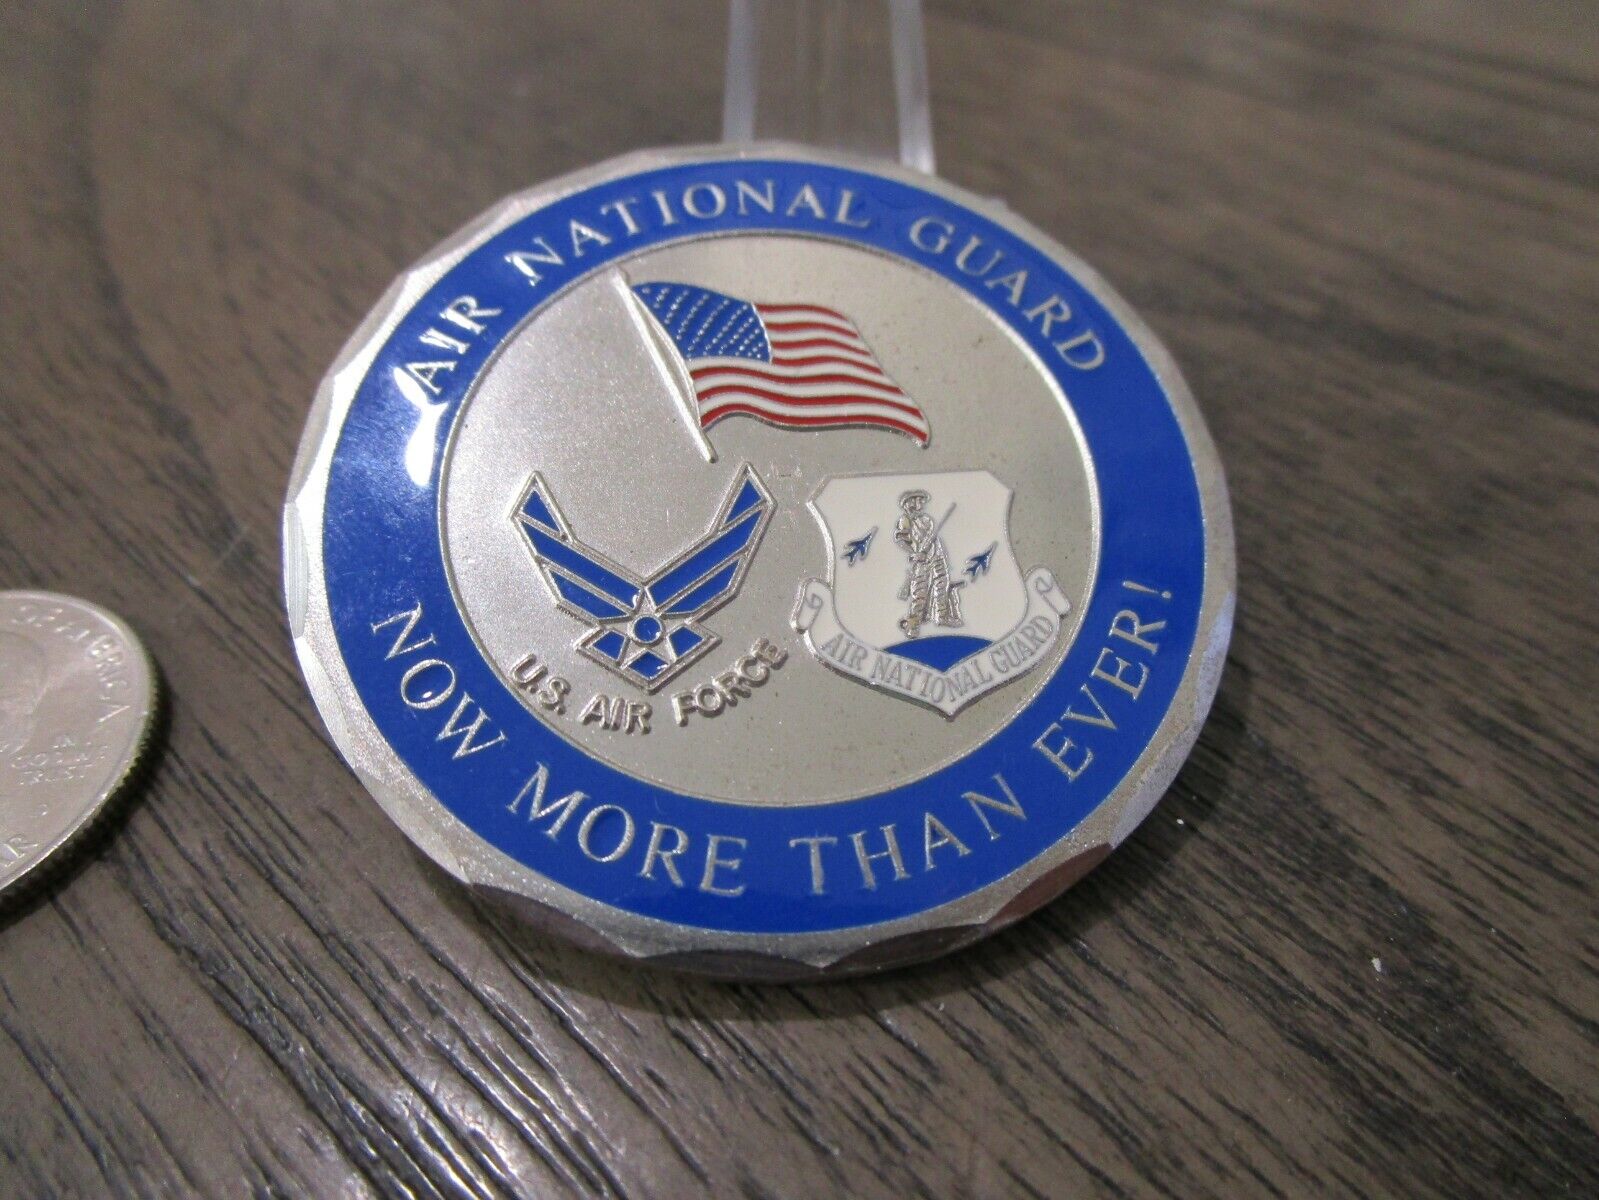 AIR NATIONAL GUARD
U.S. AIR FORCE
AIR NATIONAL GUARD
NOW MORE THAN EVER!